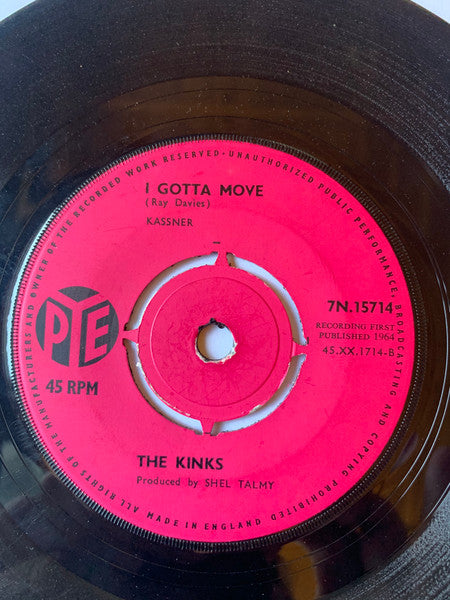 I GOTTA MOVE
(Ray Davies)
KASSNER
7N.15714
RECORDING FIRST
PUBLISHED 1964
45.XX.1714-B
PYE
45 RPM
THE KINKS
Produced by SHEL TALMY
ALL RIGHTS OF THE MANUFACTURERS AND OWNER OF THE RECORDED WORK RESERVED · UNAUTHORIZED PUBLIC PERFORMANCE, BROADCASTING AND COPYING PROHIBITED
MADE IN ENGLAND